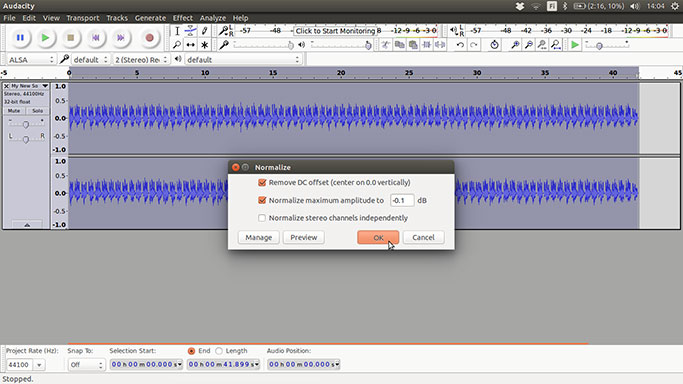 Audacity
Fi
(2:16, 10%)
14:04
File Edit View Transport Tracks Generate Effect Analyze Help
L R -57 -48 Click to Start Monitoring 8 -12 -9 -6 -3 0
L R -57 -48 -42 -36 -30 -24 -18 -12 -9 -6 -3 0
ALSA default 2 (Stereo) Rec default
-5 0 5 10 15 20 25 30 35 40 45
My New So
Stereo, 44100Hz
32-bit float
Mute Solo
- +
L R
1.0
0.5
0.0
-0.5
-1.0
1.0
0.5
0.0
-0.5
-1.0
Normalize
Remove DC offset (center on 0.0 vertically)
Normalize maximum amplitude to -0.1 dB
Normalize stereo channels independently
Manage Preview OK Cancel
Project Rate (Hz): Snap To: Selection Start: End Length Audio Position:
44100 Off 00 h 00 m 00.000 s 00 h 00 m 41.899 s 00 h 00 m 00.000 s
Stopped.